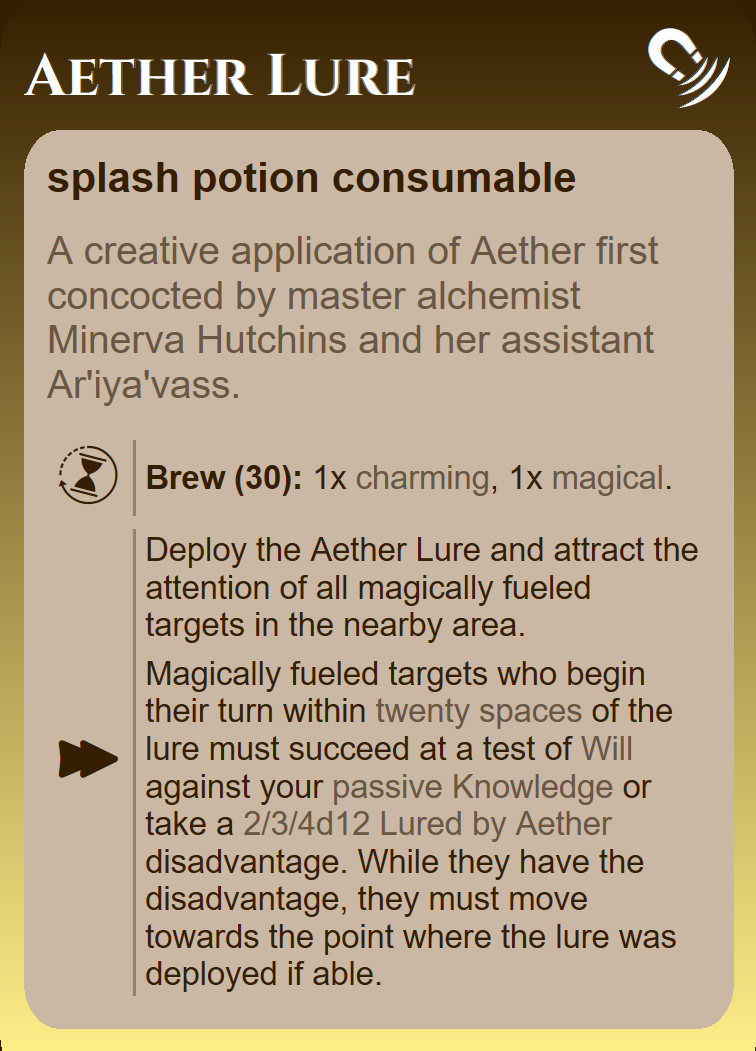 Aether Lure
splash potion consumable
A creative application of Aether first
concocted by master alchemist
Minerva Hutchins and her assistant
Ar'iya'vass.
Brew (30): 1x charming, 1x magical.
Deploy the Aether Lure and attract the
attention of all magically fueled
targets in the nearby area.
Magically fueled targets who begin
their turn within twenty spaces of the
lure must succeed at a test of Will
against your passive Knowledge or
take a 2/3/4d12 Lured by Aether
disadvantage. While they have the
disadvantage, they must move
towards the point where the lure was
deployed if able.